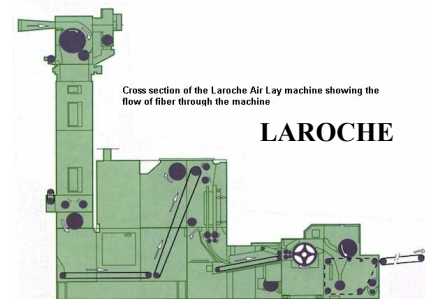 Cross section of the Laroche Air Lay machine showing the
flow of fiber through the machine
LAROCHE